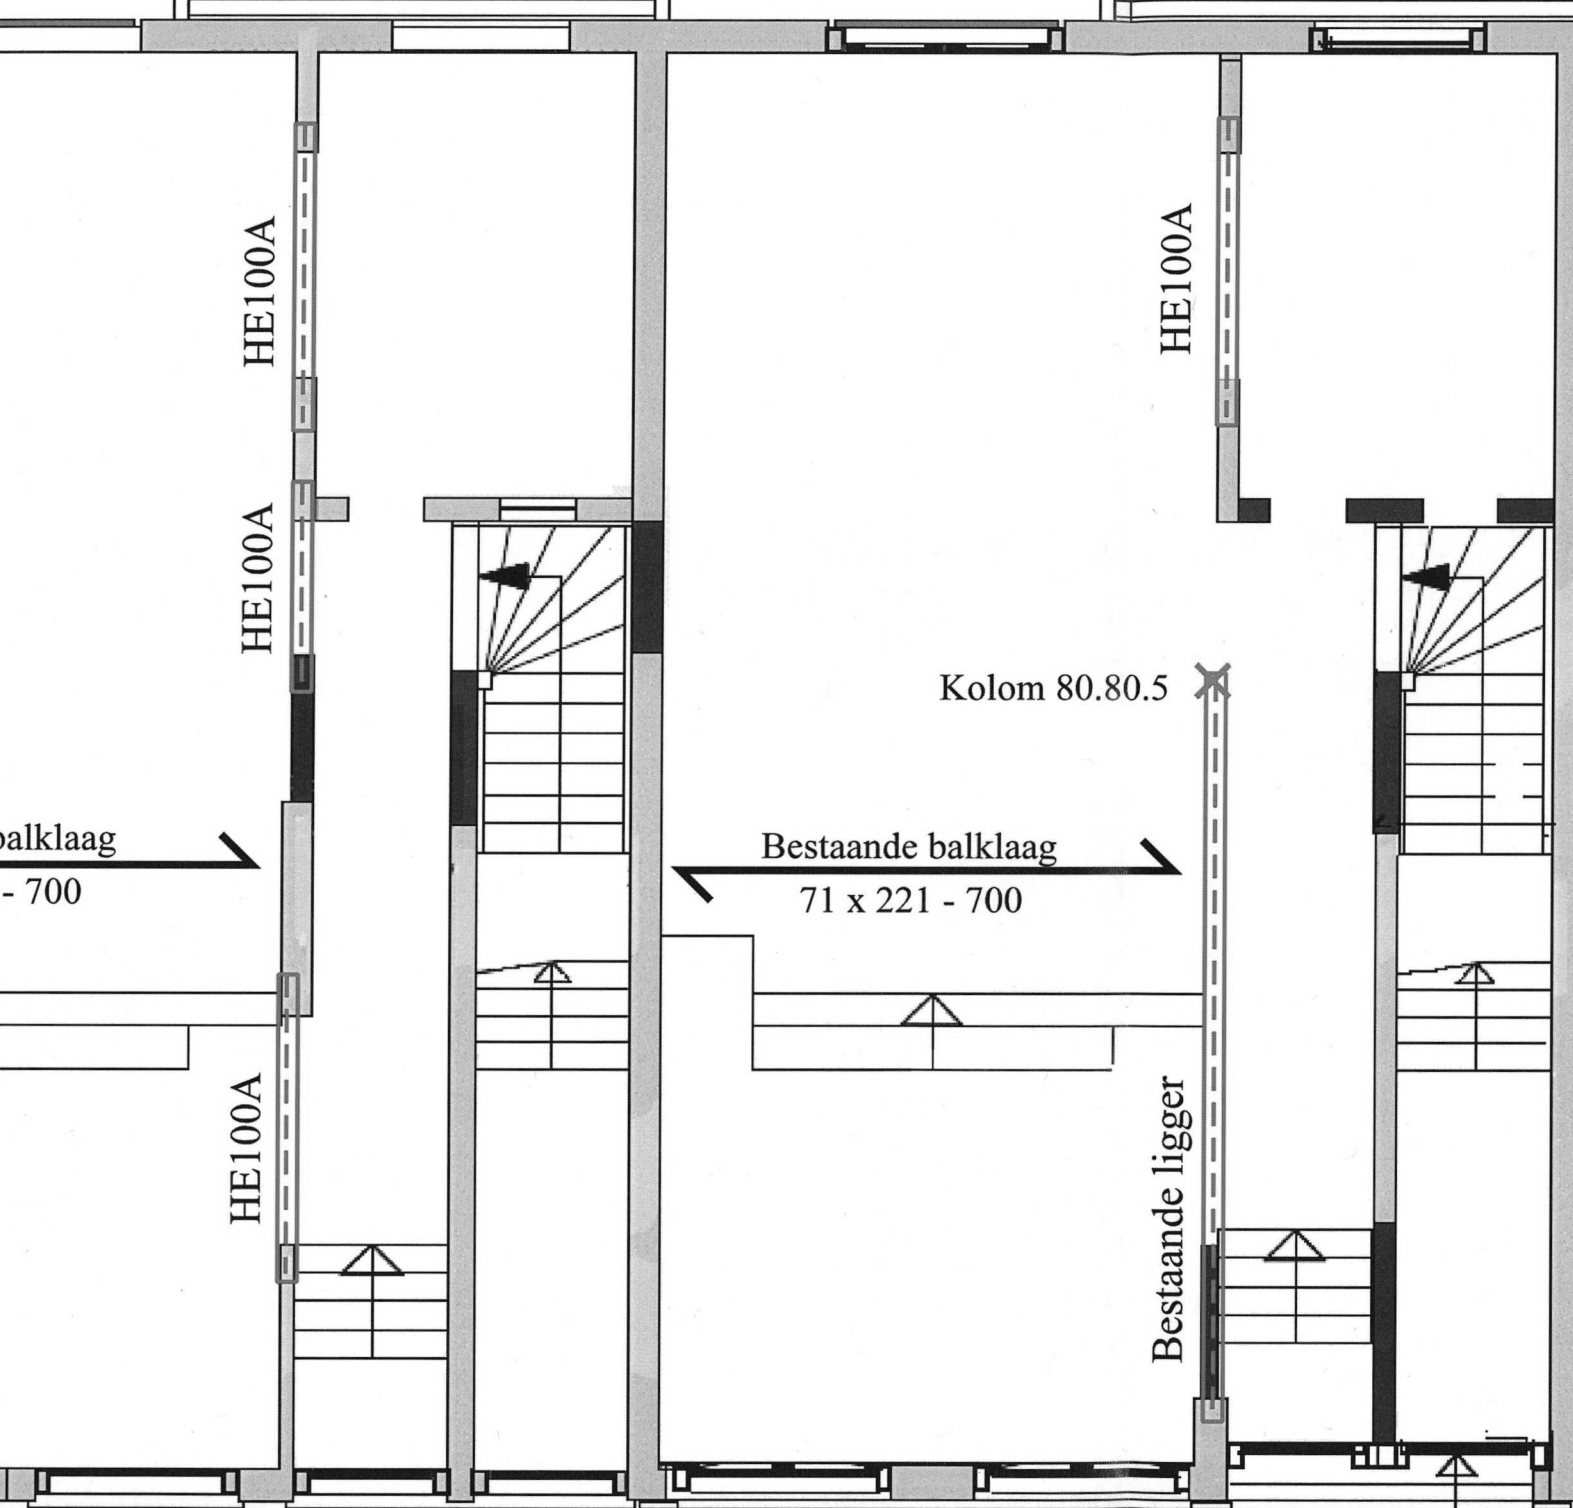 HE100A
HE100A
HE100A
Kolom 80.80.5
balklaag
- 700
Bestaande balklaag
71 x 221 - 700
HE100A
Bestaande ligger